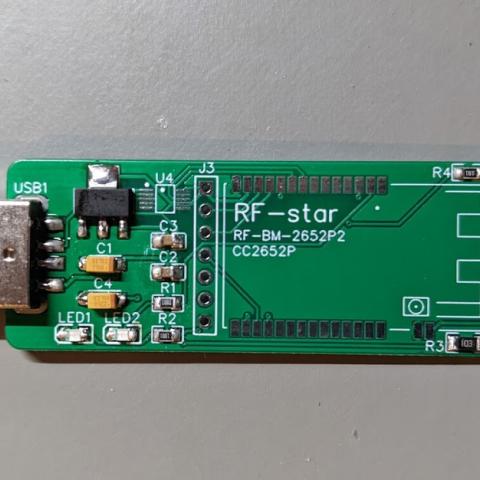 J3
U4
R4
USB1
RF-star
C3
RF-BM-2652P2
CC2652P
C1
C2
C4
R1
LED1
LED2
R2
R3
103